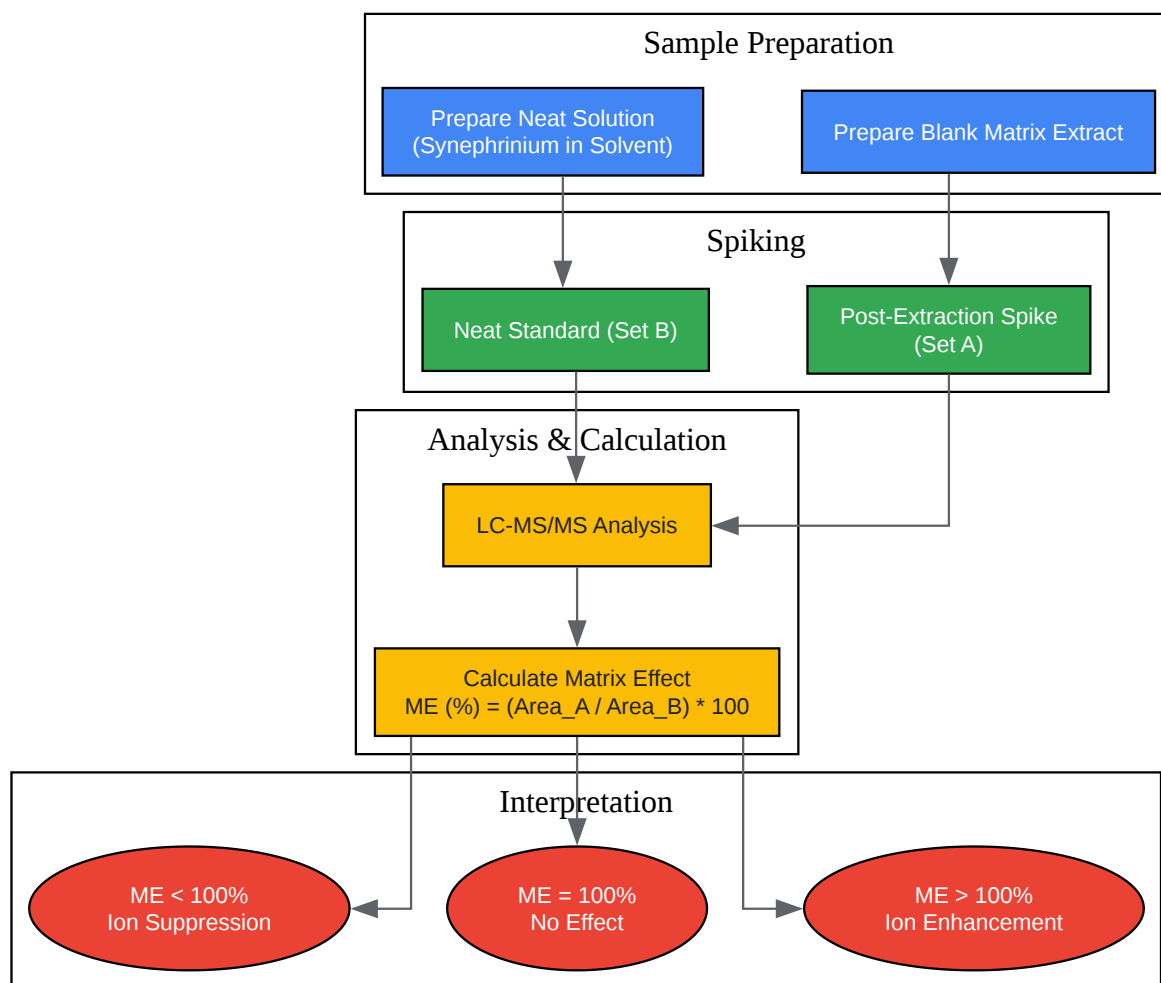 Sample Preparation
Prepare Neat Solution
(Synephrinium in Solvent)
Prepare Blank Matrix Extract
Spiking
Neat Standard (Set B)
Post-Extraction Spike
(Set A)
Analysis & Calculation
LC-MS/MS Analysis
Calculate Matrix Effect
ME (%) = (Area_A / Area_B) * 100
Interpretation
ME < 100%
Ion Suppression
ME = 100%
No Effect
ME > 100%
Ion Enhancement